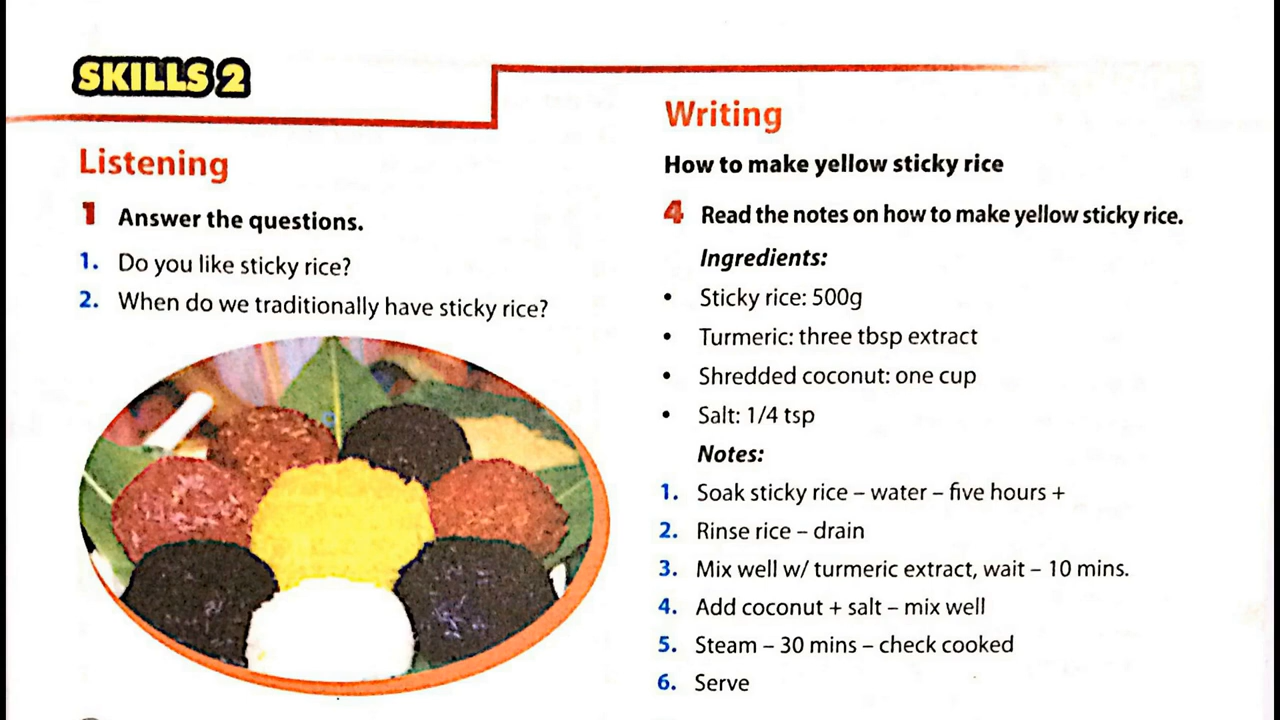 SKILLS 2
Listening
1 Answer the questions.
1. Do you like sticky rice?
2. When do we traditionally have sticky rice?
Writing
How to make yellow sticky rice
4 Read the notes on how to make yellow sticky rice.
Ingredients:
• Sticky rice: 500g
• Turmeric: three tbsp extract
• Shredded coconut: one cup
• Salt: 1/4 tsp
Notes:
1. Soak sticky rice – water – five hours +
2. Rinse rice – drain
3. Mix well w/ turmeric extract, wait – 10 mins.
4. Add coconut + salt – mix well
5. Steam – 30 mins – check cooked
6. Serve